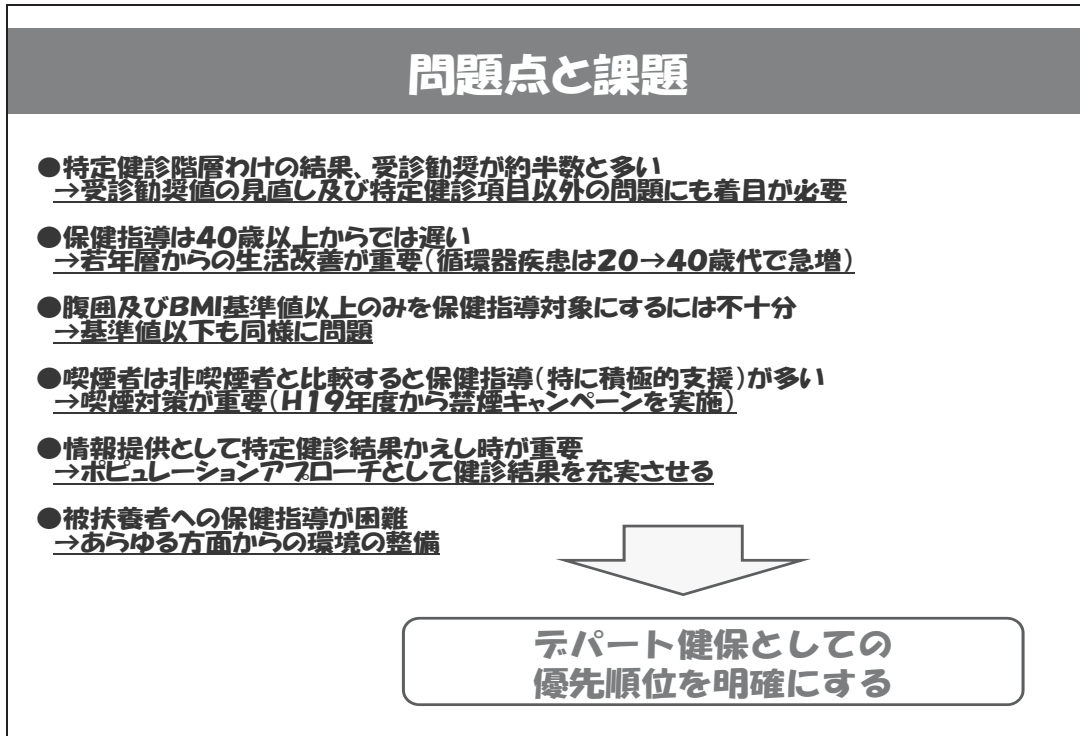 問題点と課題
●特定健診階層わけの結果、受診勧奨が約半数と多い
→受診勧奨値の見直し及び特定健診項目以外の問題にも着目が必要
●保健指導は40歳以上からでは遅い
→若年層からの生活改善が重要(循環器疾患は20→40歳代で急増)
●腹囲及びBMI基準値以上のみを保健指導対象にするには不十分
→基準値以下も同様に問題
●喫煙者は非喫煙者と比較すると保健指導(特に積極的支援)が多い
→喫煙対策が重要(H19年度から禁煙キャンペーンを実施)
●情報提供として特定健診結果かえし時が重要
→ポピュレーションアプローチとして健診結果を充実させる
●被扶養者への保健指導が困難
→あらゆる方面からの環境の整備
デパート健保としての
優先順位を明確にする